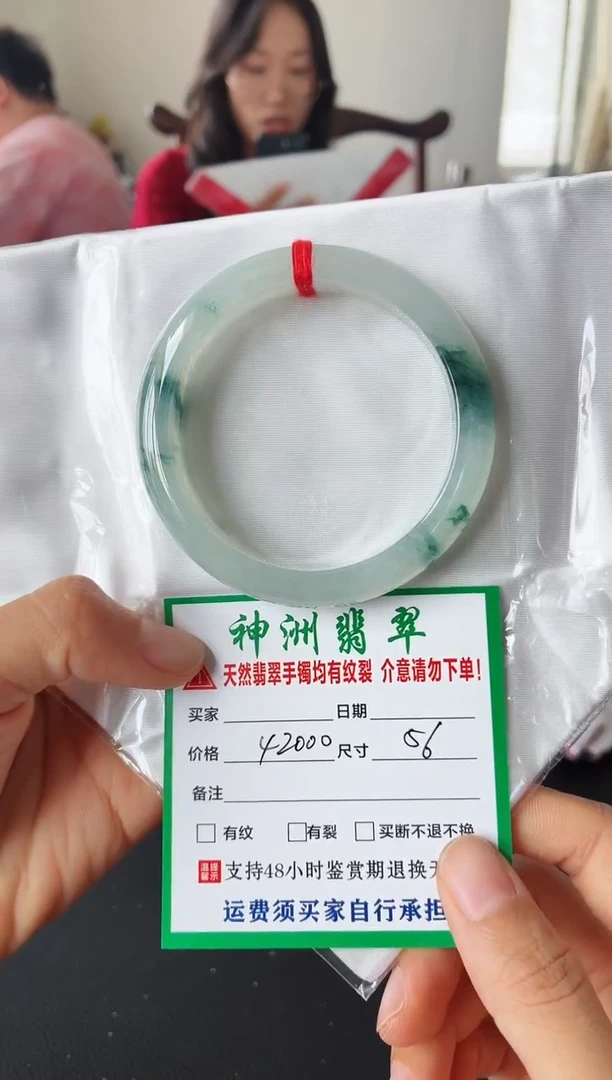 神洲翡翠
天然翡翠手镯均有纹裂 介意请勿下单!
买家 日期
价格 42000 尺寸 56
备注
有纹 有裂 买断不退不换
温馨提示 支持48小时鉴赏期退换
运费须买家自行承担